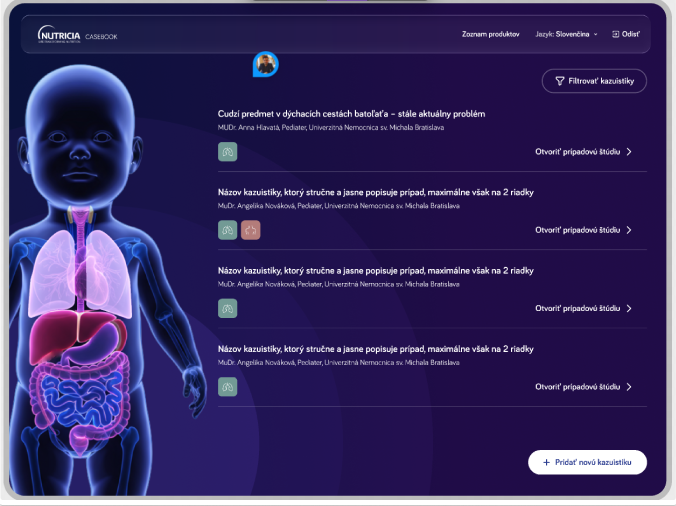 NUTRICIA CASEBOOK
Zoznam produktov
Jazyk: Slovenčina
Odísť
Filtrovať kazuistiky
Cudzí predmet v dýchacích cestách batoľaťa – stále aktuálny problém
MUDr. Anna Hlavatá, Pediater, Univerzitná Nemocnica sv. Michala Bratislava
Otvoriť prípadovú štúdiu
Názov kazuistiky, ktorý stručne a jasne popisuje prípad, maximálne však na 2 riadky
MuDr. Angelika Nováková, Pediater, Univerzitná Nemocnica sv. Michala Bratislava
Otvoriť prípadovú štúdiu
Názov kazuistiky, ktorý stručne a jasne popisuje prípad, maximálne však na 2 riadky
MuDr. Angelika Nováková, Pediater, Univerzitná Nemocnica sv. Michala Bratislava
Otvoriť prípadovú štúdiu
Názov kazuistiky, ktorý stručne a jasne popisuje prípad, maximálne však na 2 riadky
MuDr. Angelika Nováková, Pediater, Univerzitná Nemocnica sv. Michala Bratislava
Otvoriť prípadovú štúdiu
+ Pridať novú kazuistiku